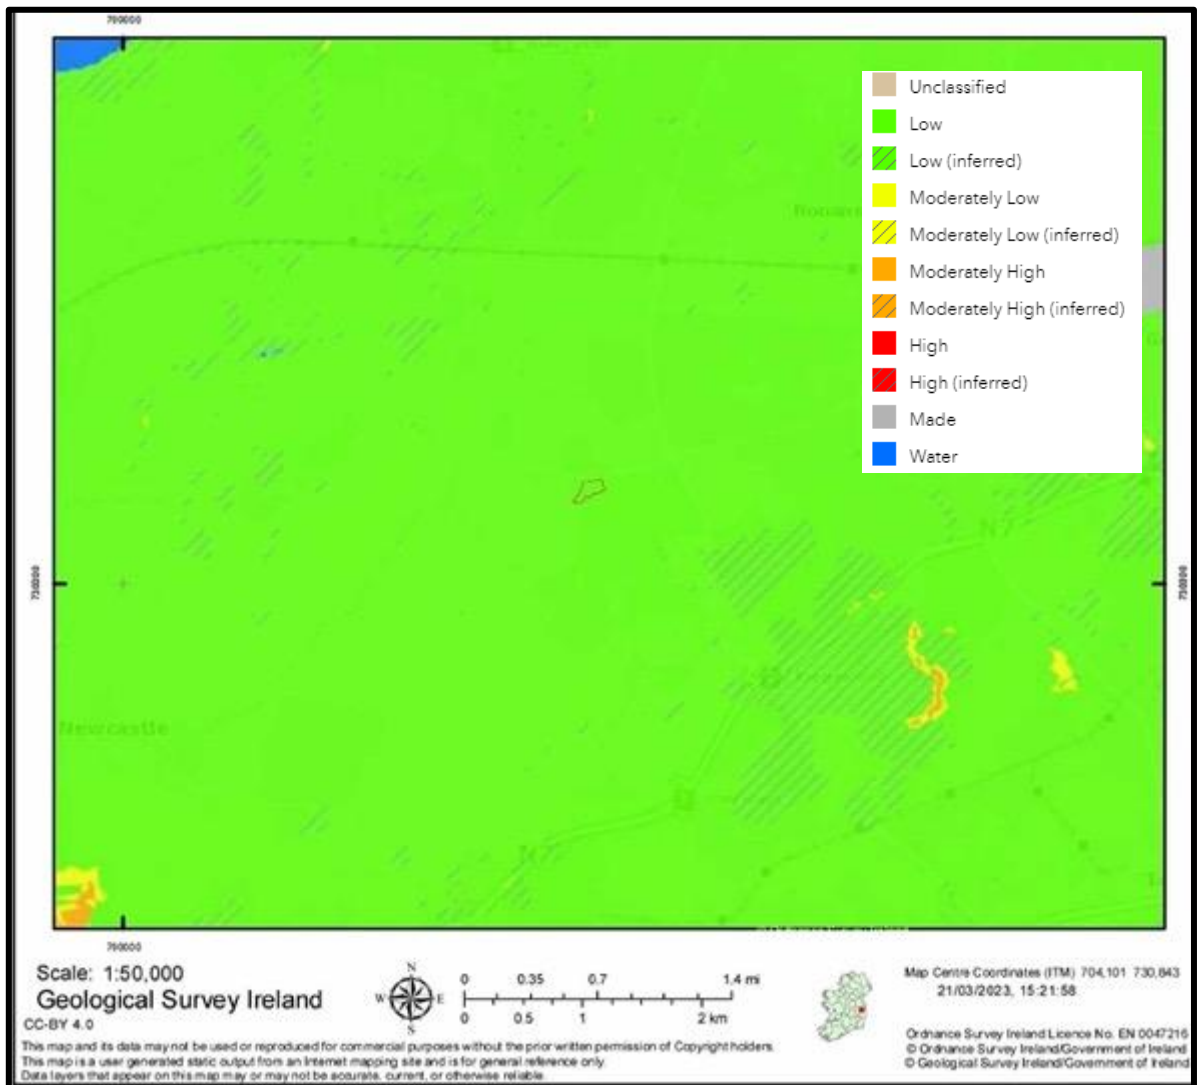 700000
Unclassified
Low
Low (inferred)
Moderately Low
Moderately Low (inferred)
Moderately High
Moderately High (inferred)
High
High (inferred)
Made
Water
N7
730000
730000
Newcastle
N7
700000
Scale: 1:50,000
Geological Survey Ireland
CC-BY 4.0
N
W E
S
0 0.35 0.7 1.4 mi
0 0.5 1 2 km
Map Centre Coordinates (ITM) 704,101 730,643
21/03/2023, 15:21:58
This map and its data may not be used or reproduced for commercial purposes without the prior written permission of Copyright holders.
This map is a user generated static output from an Internet mapping site and is for general reference only.
Data layers that appear on this map may or may not be accurate, current, or otherwise reliable.
Ordnance Survey Ireland Licence No. EN 0047216
© Ordnance Survey Ireland/Government of Ireland
© Geological Survey Ireland/Government of Ireland